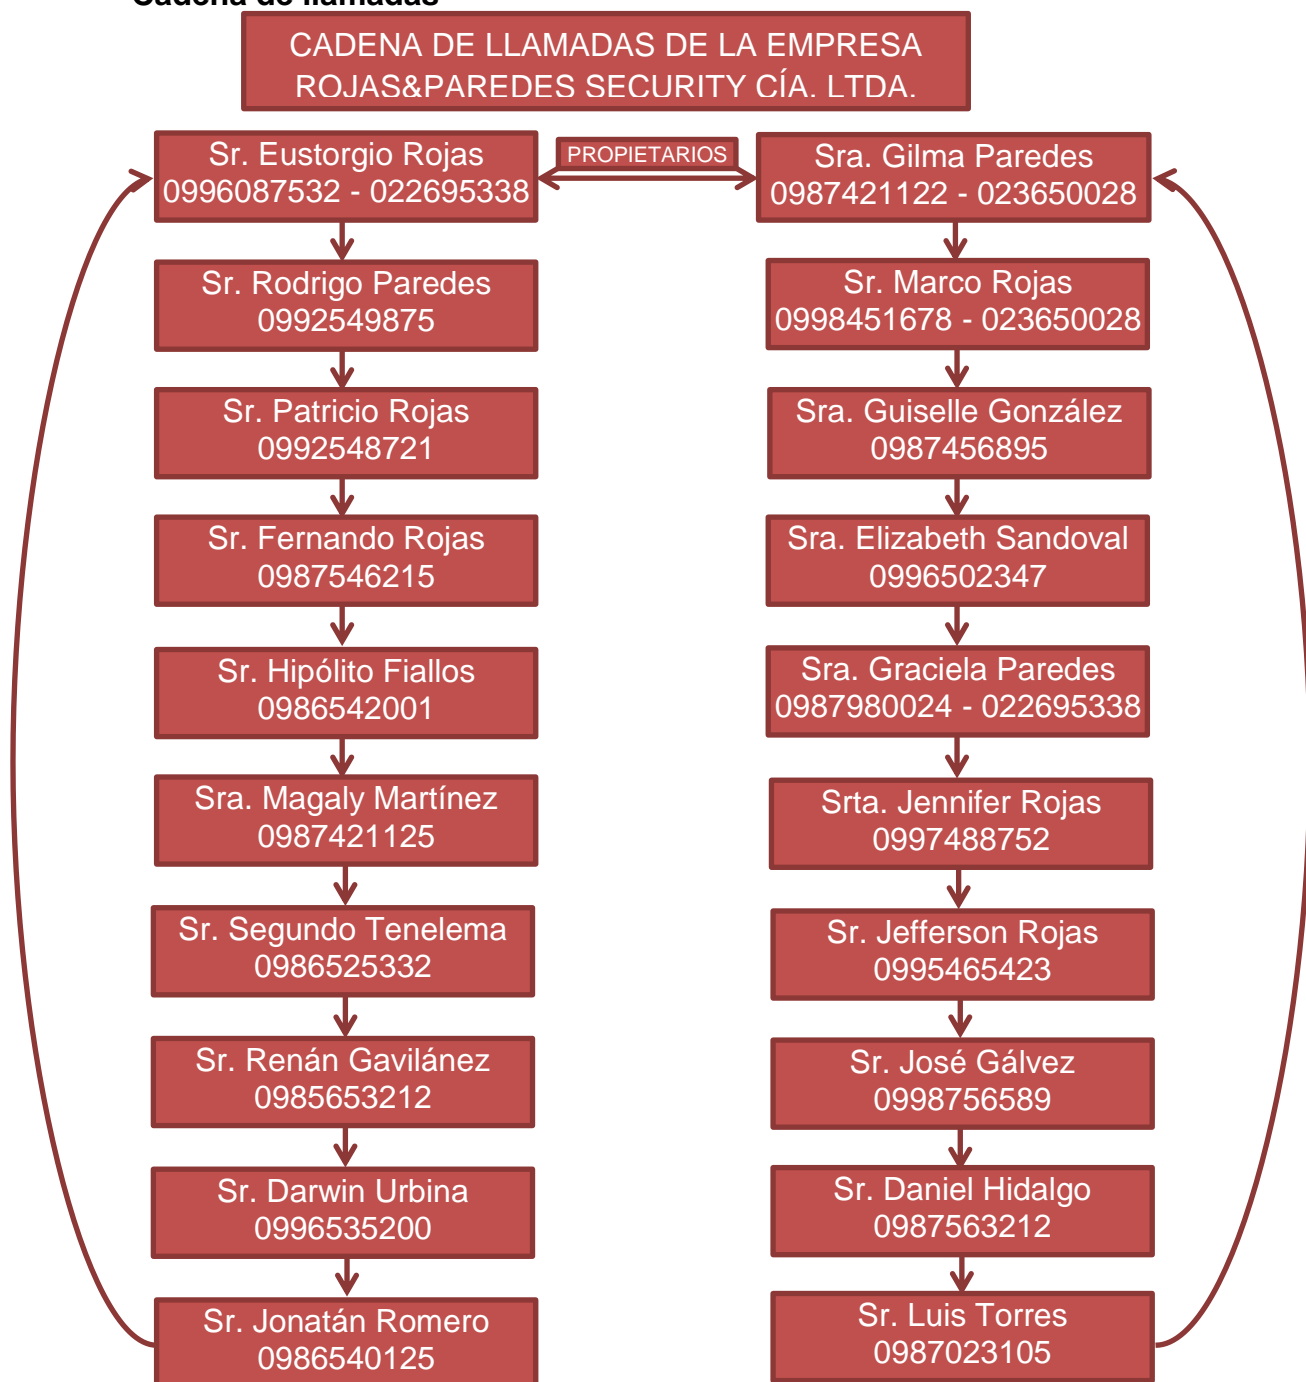 Cadena de llamadas
CADENA DE LLAMADAS DE LA EMPRESA
ROJAS&PAREDES SECURITY CÍA. LTDA.
PROPIETARIOS
Sr. Eustorgio Rojas
0996087532 - 022695338
Sr. Rodrigo Paredes
0992549875
Sr. Patricio Rojas
0992548721
Sr. Fernando Rojas
0987546215
Sr. Hipólito Fiallos
0986542001
Sra. Magaly Martínez
0987421125
Sr. Segundo Tenelema
0986525332
Sr. Renán Gavilánez
0985653212
Sr. Darwin Urbina
0996535200
Sr. Jonatán Romero
0986540125
Sra. Gilma Paredes
0987421122 - 023650028
Sr. Marco Rojas
0998451678 - 023650028
Sra. Guiselle González
0987456895
Sra. Elizabeth Sandoval
0996502347
Sra. Graciela Paredes
0987980024 - 022695338
Srta. Jennifer Rojas
0997488752
Sr. Jefferson Rojas
0995465423
Sr. José Gálvez
0998756589
Sr. Daniel Hidalgo
0987563212
Sr. Luis Torres
0987023105